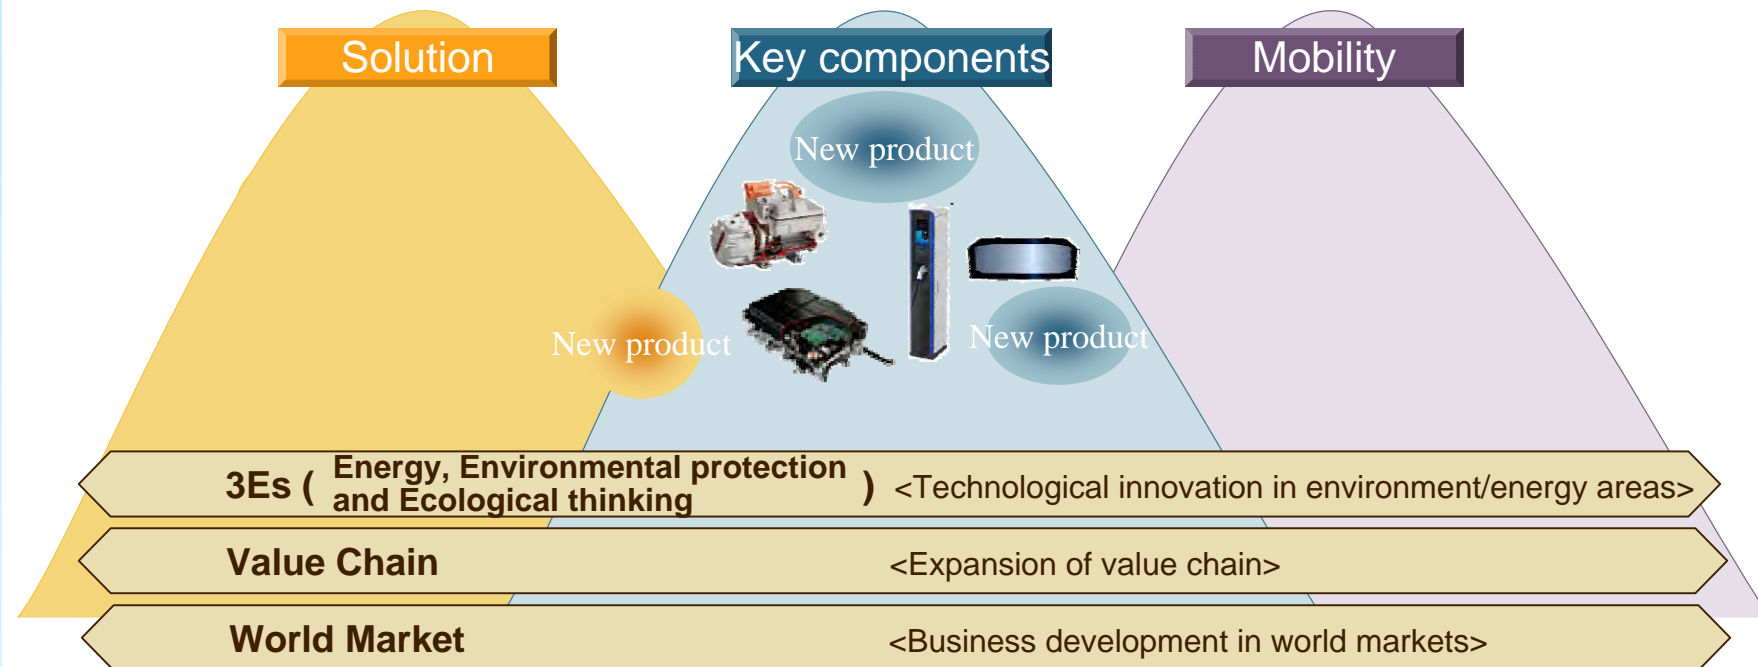 Solution
Key components
Mobility
New product
New product
New product
3Es ( Energy, Environmental protection
and Ecological thinking ) <Technological innovation in environment/energy areas>
Value Chain <Expansion of value chain>
World Market <Business development in world markets>